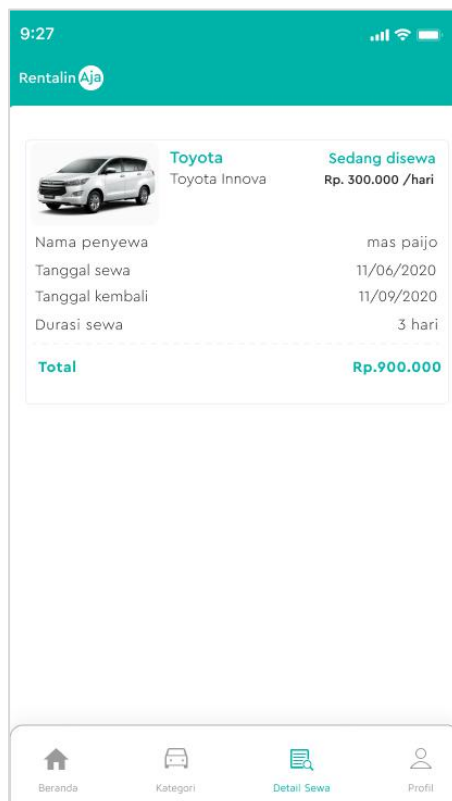 9:27
Rentalin Aja
Toyota Sedang disewa
Toyota Innova Rp. 300.000 /hari
Nama penyewa mas paijo
Tanggal sewa 11/06/2020
Tanggal kembali 11/09/2020
Durasi sewa 3 hari
Total Rp.900.000
Beranda Kategori Detail Sewa Profil